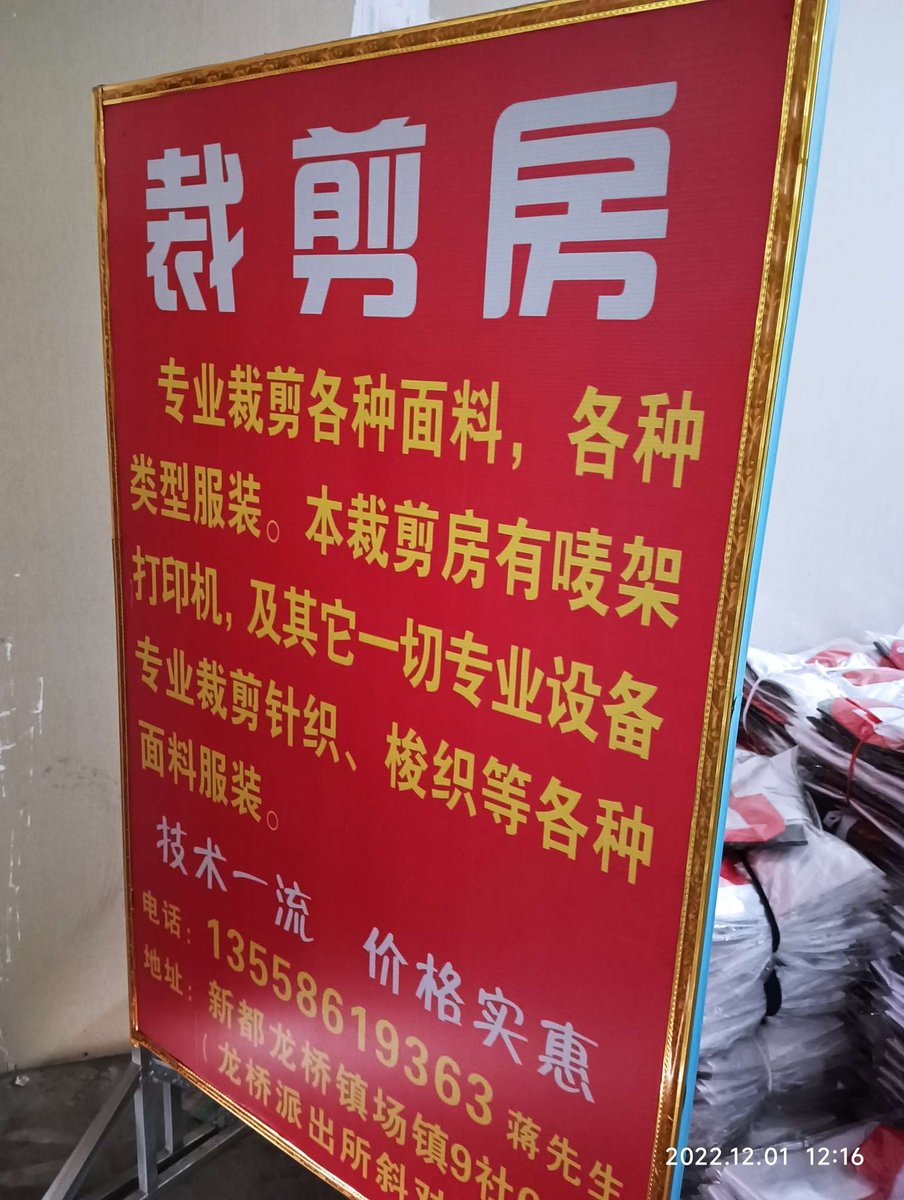 裁剪房
专业裁剪各种面料，各种
类型服装。本裁剪房有唛架
打印机，及其它一切专业设备
专业裁剪针织、梭织等各种
面料服装。
技术一流 价格实惠
电话：13558619363 蒋先生
地址：新都龙桥镇场镇9社
（龙桥派出所斜
2022.12.01 12:16